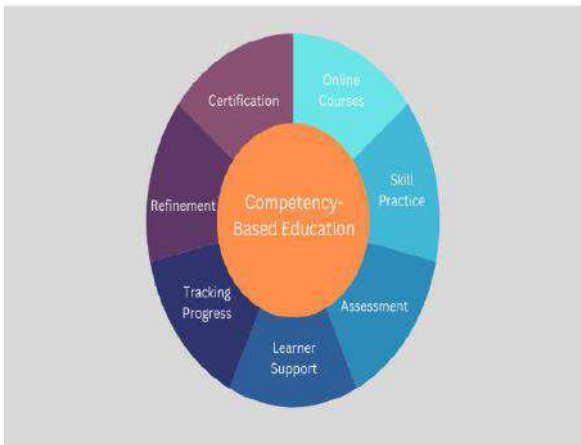 Online
Courses
Skill
Practice
Assessment
Learner
Support
Tracking
Progress
Refinement
Certification
Competency-
Based Education